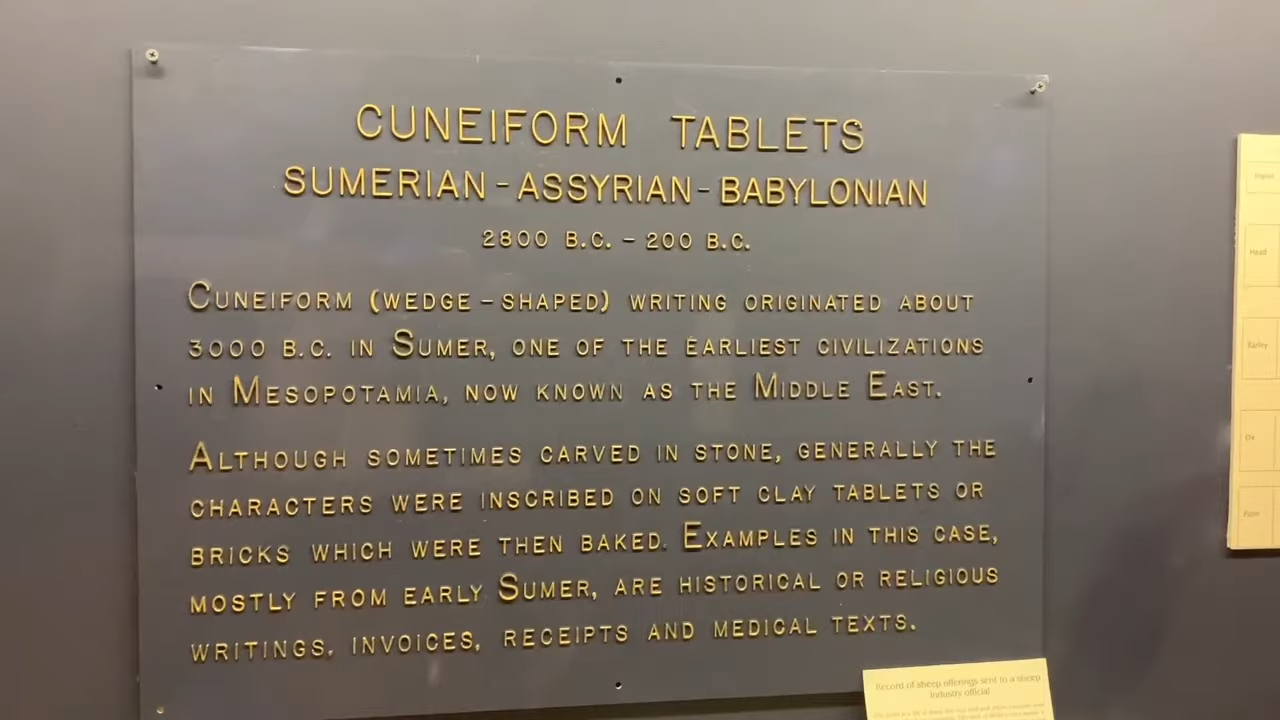 CUNEIFORM TABLETS
SUMERIAN - ASSYRIAN - BABYLONIAN
2800 B.C. - 200 B.C.
CUNEIFORM (WEDGE - SHAPED) WRITING ORIGINATED ABOUT
3000 B.C. IN SUMER, ONE OF THE EARLIEST CIVILIZATIONS
IN MESOPOTAMIA, NOW KNOWN AS THE MIDDLE EAST.
ALTHOUGH SOMETIMES CARVED IN STONE, GENERALLY THE
CHARACTERS WERE INSCRIBED ON SOFT CLAY TABLETS OR
BRICKS WHICH WERE THEN BAKED. EXAMPLES IN THIS CASE,
MOSTLY FROM EARLY SUMER, ARE HISTORICAL OR RELIGIOUS
WRITINGS, INVOICES, RECEIPTS AND MEDICAL TEXTS.
Record of sheep offerings sent to a sheep
industry official
English
Head
Barley
Ox